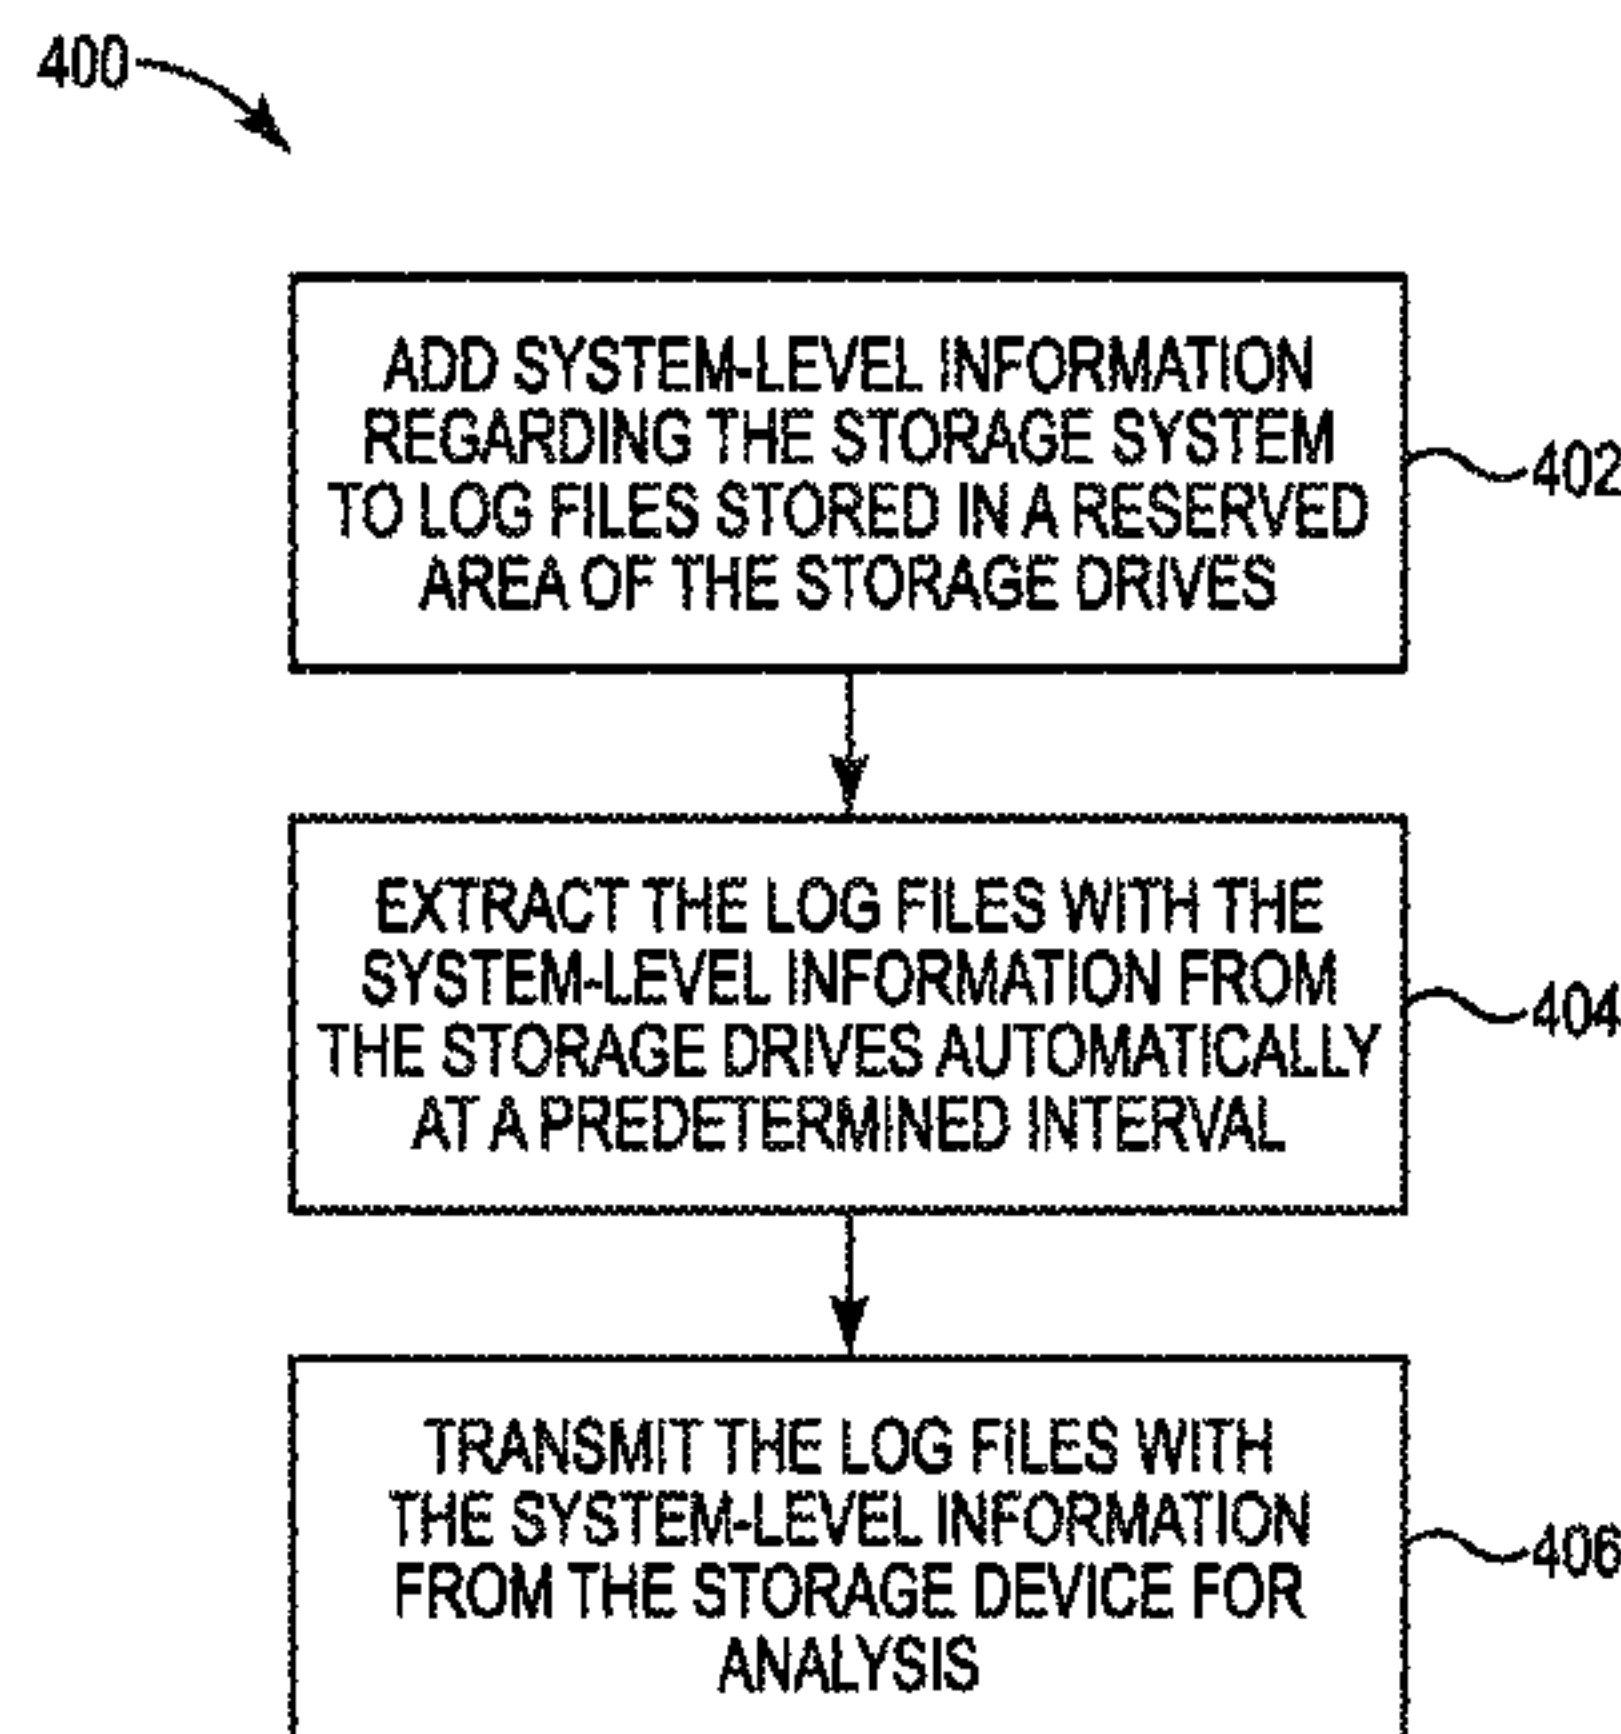 400
ADD SYSTEM-LEVEL INFORMATION
REGARDING THE STORAGE SYSTEM
TO LOG FILES STORED IN A RESERVED
AREA OF THE STORAGE DRIVES
402
EXTRACT THE LOG FILES WITH THE
SYSTEM-LEVEL INFORMATION FROM
THE STORAGE DRIVES AUTOMATICALLY
AT A PREDETERMINED INTERVAL
404
TRANSMIT THE LOG FILES WITH
THE SYSTEM-LEVEL INFORMATION
FROM THE STORAGE DEVICE FOR
ANALYSIS
406